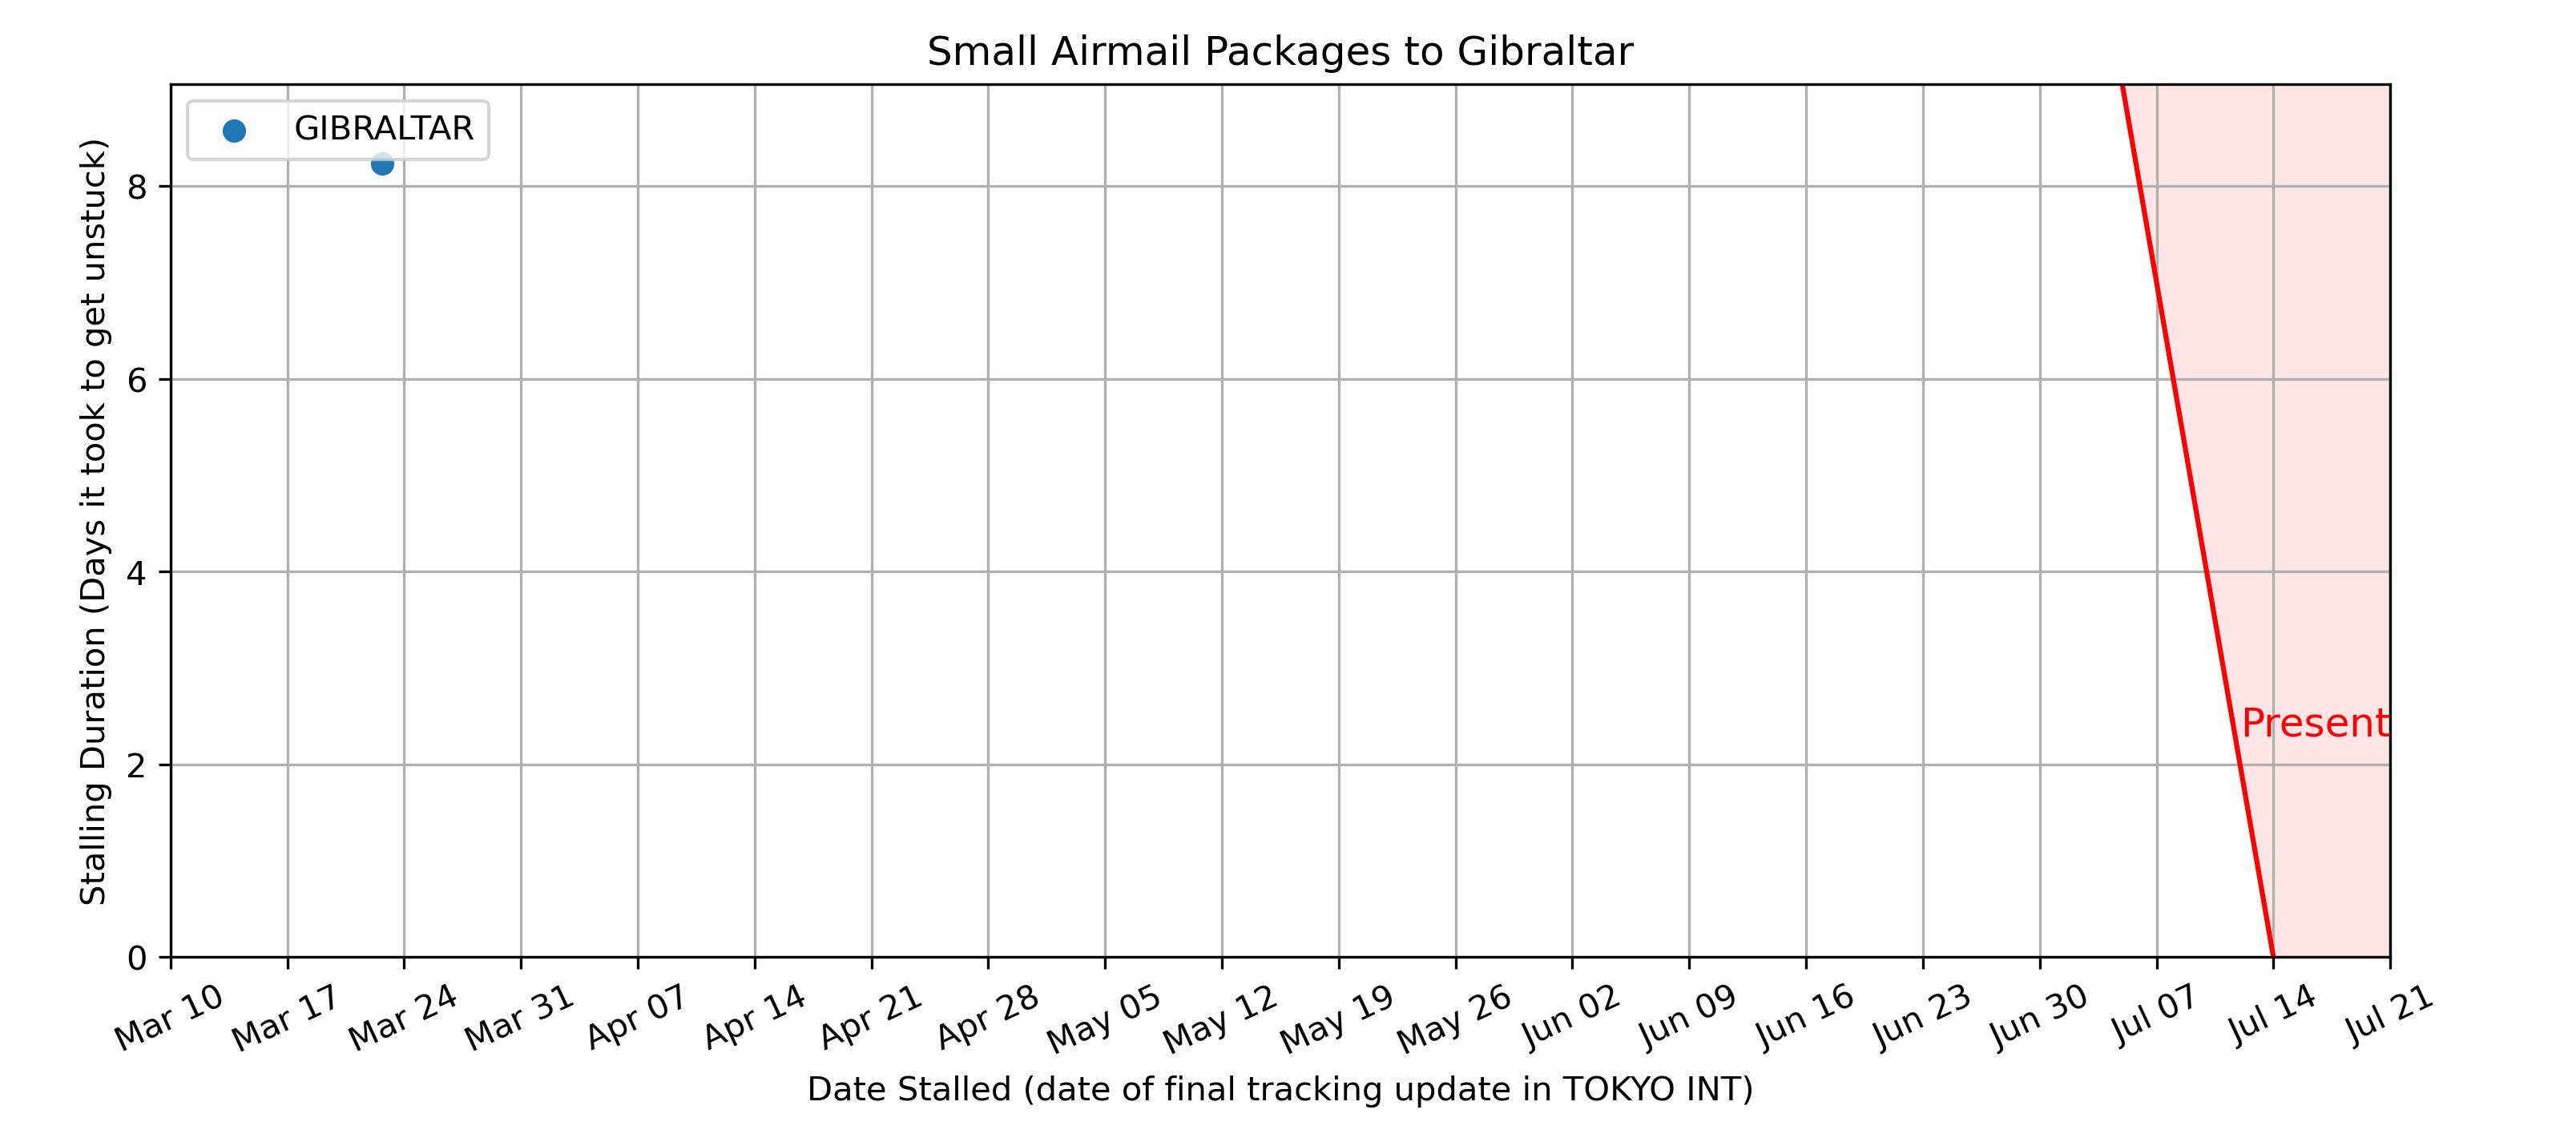 Small Airmail Packages to Gibraltar
GIBRALTAR
Stalling Duration (Days it took to get unstuck)
8
6
4
2
0
Present
Mar 10
Mar 17
Mar 24
Mar 31
Apr 07
Apr 14
Apr 21
Apr 28
May 05
May 12
May 19
May 26
Jun 02
Jun 09
Jun 16
Jun 23
Jun 30
Jul 07
Jul 14
Jul 21
Date Stalled (date of final tracking update in TOKYO INT)